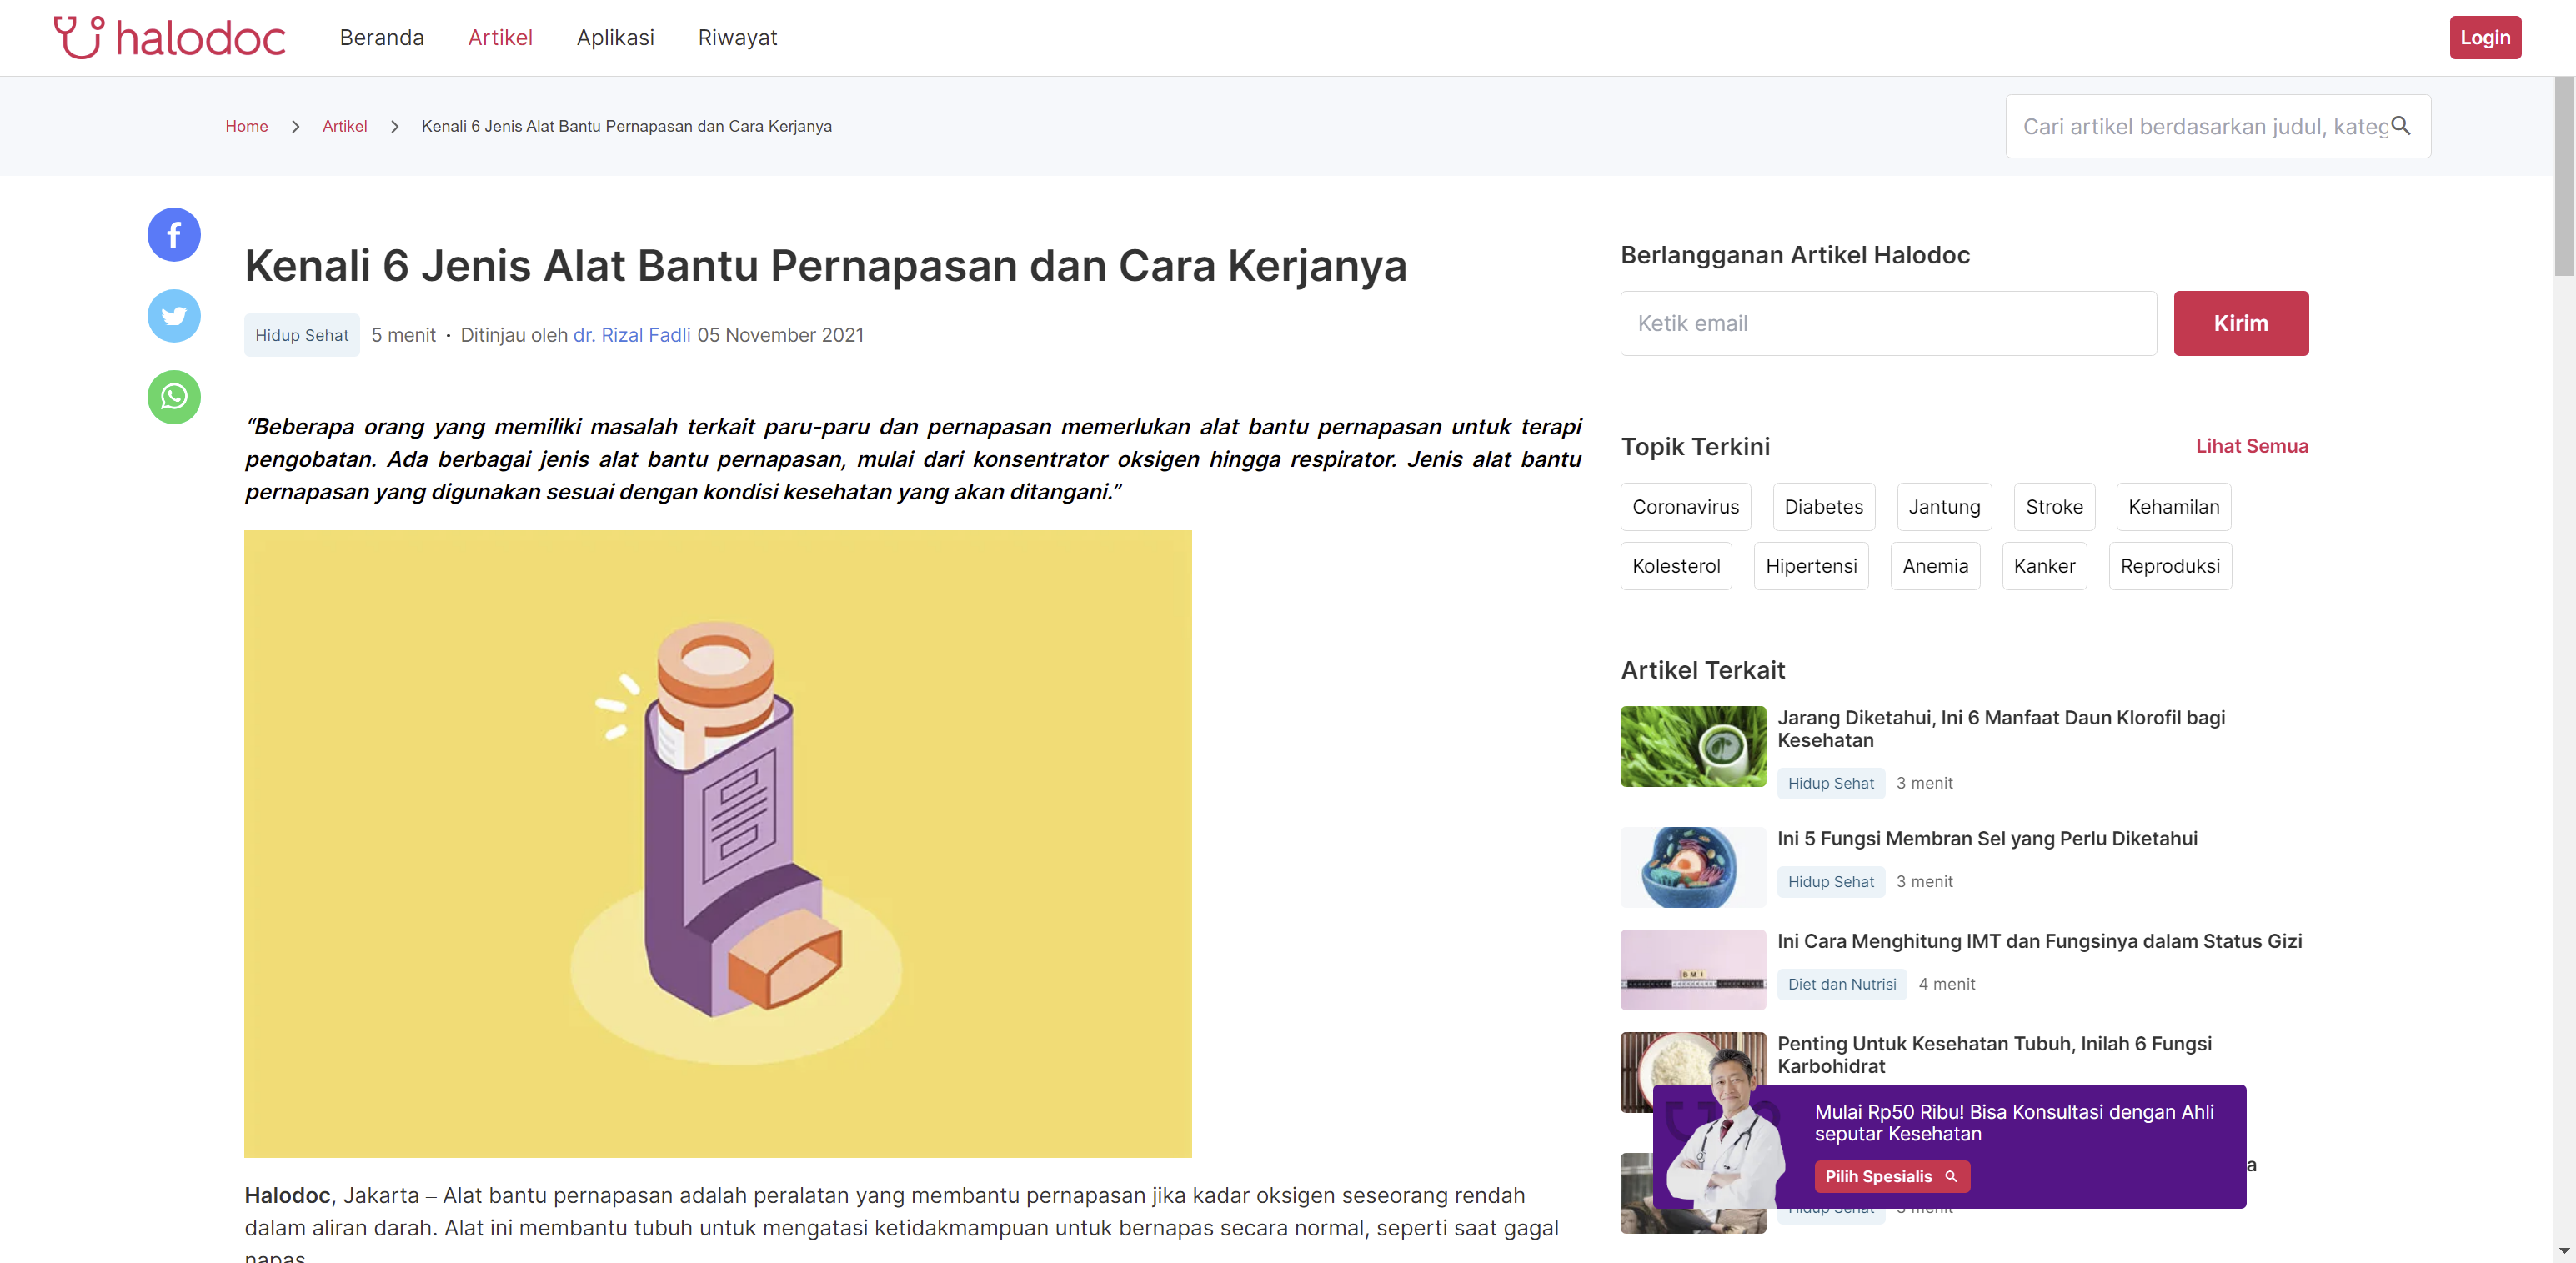 halodoc
Beranda
Artikel
Aplikasi
Riwayat
Login
Home
Artikel
Kenali 6 Jenis Alat Bantu Pernapasan dan Cara Kerjanya
Cari artikel berdasarkan judul, kateg
Kenali 6 Jenis Alat Bantu Pernapasan dan Cara Kerjanya
Hidup Sehat 5 menit · Ditinjau oleh dr. Rizal Fadli 05 November 2021
“Beberapa orang yang memiliki masalah terkait paru-paru dan pernapasan memerlukan alat bantu pernapasan untuk terapi
pengobatan. Ada berbagai jenis alat bantu pernapasan, mulai dari konsentrator oksigen hingga respirator. Jenis alat bantu
pernapasan yang digunakan sesuai dengan kondisi kesehatan yang akan ditangani.”
Halodoc, Jakarta – Alat bantu pernapasan adalah peralatan yang membantu pernapasan jika kadar oksigen seseorang rendah
dalam aliran darah. Alat ini membantu tubuh untuk mengatasi ketidakmampuan untuk bernapas secara normal, seperti saat gagal
napas
Berlangganan Artikel Halodoc
Ketik email
Kirim
Topik Terkini
Lihat Semua
Coronavirus
Diabetes
Jantung
Stroke
Kehamilan
Kolesterol
Hipertensi
Anemia
Kanker
Reproduksi
Artikel Terkait
Jarang Diketahui, Ini 6 Manfaat Daun Klorofil bagi
Kesehatan
Hidup Sehat 3 menit
Ini 5 Fungsi Membran Sel yang Perlu Diketahui
Hidup Sehat 3 menit
BMI
Ini Cara Menghitung IMT dan Fungsinya dalam Status Gizi
Diet dan Nutrisi 4 menit
Penting Untuk Kesehatan Tubuh, Inilah 6 Fungsi
Karbohidrat
Mulai Rp50 Ribu! Bisa Konsultasi dengan Ahli
seputar Kesehatan
Pilih Spesialis
a
Hidup Sehat